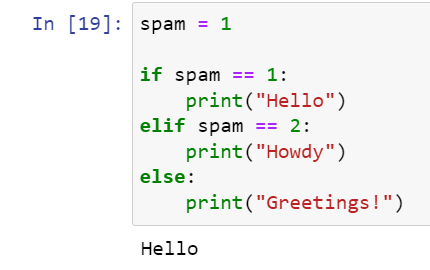 In [19]: spam = 1
if spam == 1:
    print("Hello")
elif spam == 2:
    print("Howdy")
else:
    print("Greetings!")
Hello